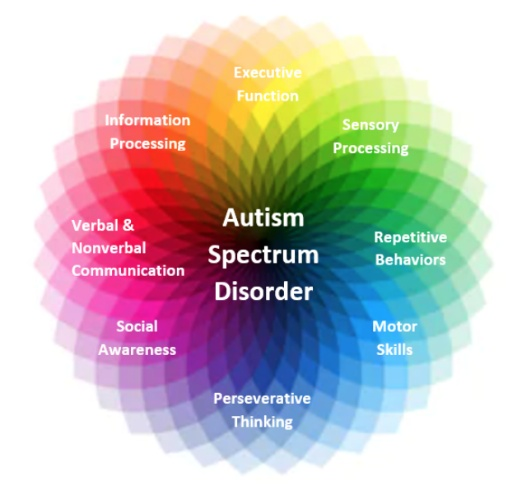 Executive
Function
Information
Processing
Sensory
Processing
Verbal &
Nonverbal
Communication
Autism
Spectrum
Disorder
Repetitive
Behaviors
Social
Awareness
Motor
Skills
Perseverative
Thinking